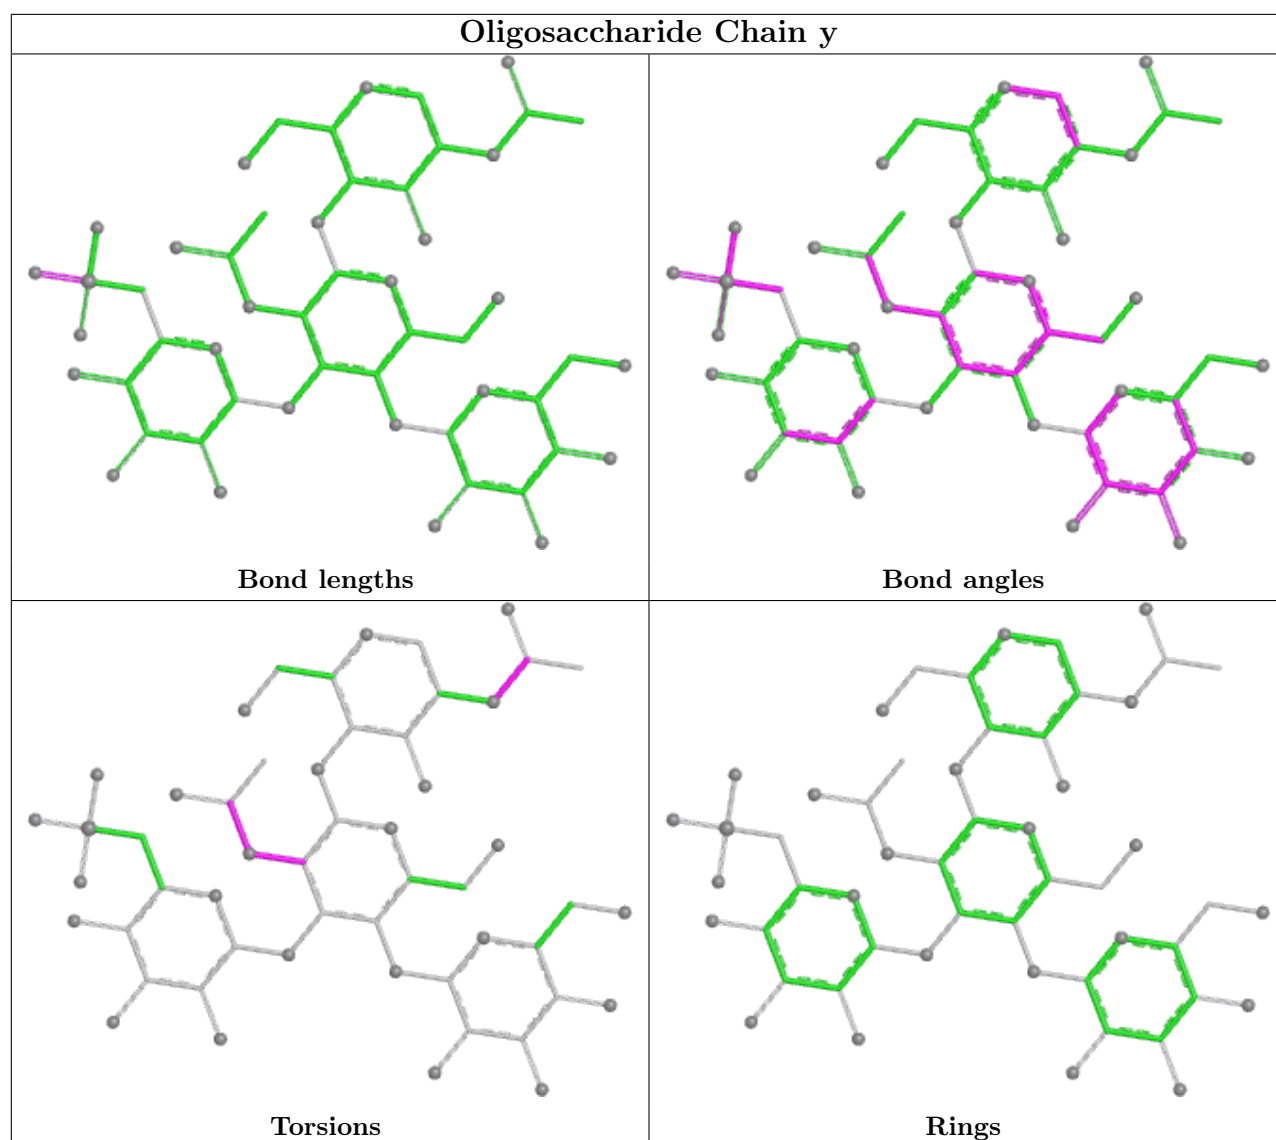 Oligosaccharide Chain y
Bond lengths
Bond angles
Torsions
Rings